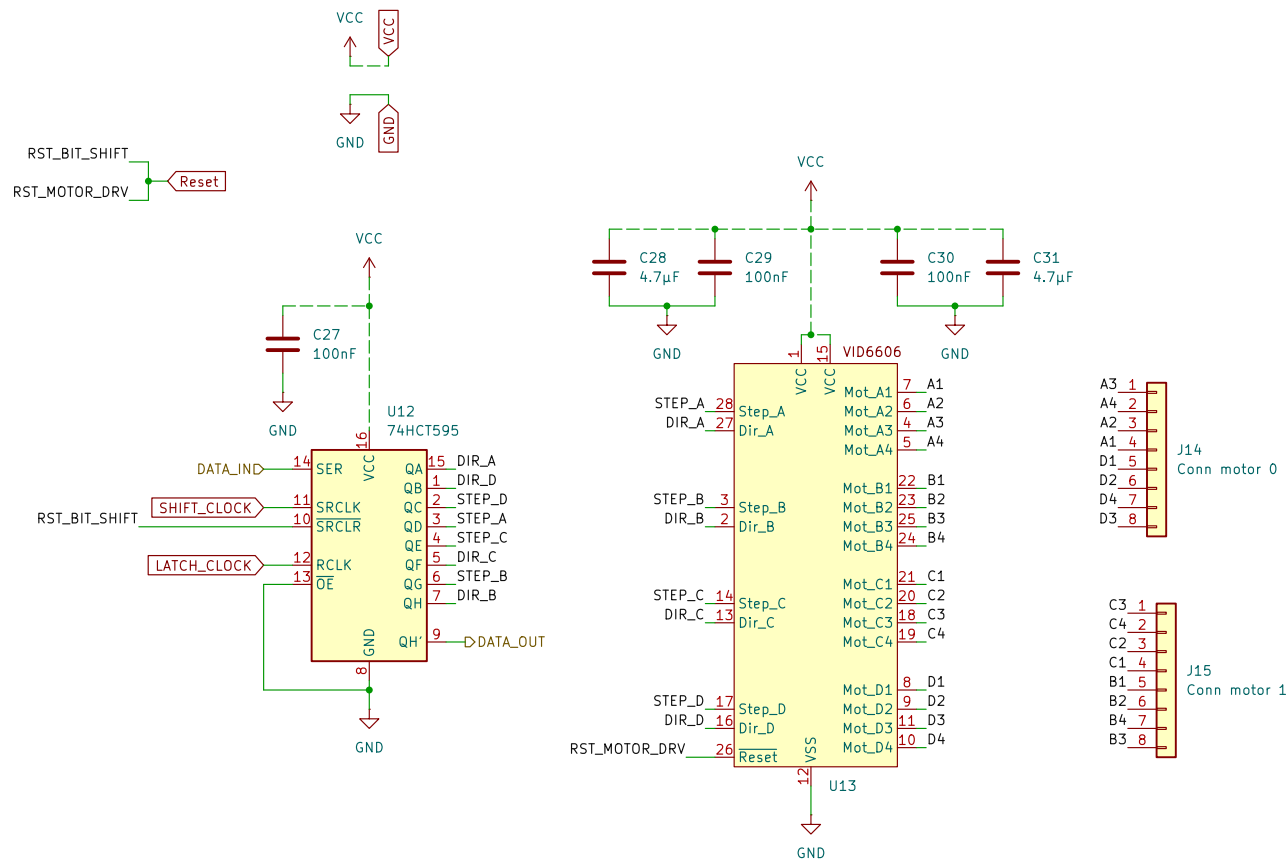 VCC
VCC
GND
GND
RST_BIT_SHIFT
RST_MOTOR_DRV
Reset
VCC
C27
100nF
GND
U12
74HCT595
16
VCC
DATA_IN
14
SER
SHIFT_CLOCK
11
SRCLK
RST_BIT_SHIFT
10
SRCLR
LATCH_CLOCK
12
RCLK
13
OE
QA
15
DIR_A
QB
1
DIR_D
QC
2
STEP_D
QD
3
STEP_A
QE
4
STEP_C
QF
5
DIR_C
QG
6
STEP_B
QH
7
DIR_B
QH'
9
DATA_OUT
GND
8
GND
VCC
C28
4.7µF
C29
100nF
C30
100nF
C31
4.7µF
GND
GND
VID6606
1
VCC
15
VCC
STEP_A
28
Step_A
DIR_A
27
Dir_A
STEP_B
3
Step_B
DIR_B
2
Dir_B
STEP_C
14
Step_C
DIR_C
13
Dir_C
STEP_D
17
Step_D
DIR_D
16
Dir_D
RST_MOTOR_DRV
26
Reset
Mot_A1
7
A1
Mot_A2
6
A2
Mot_A3
4
A3
Mot_A4
5
A4
Mot_B1
22
B1
Mot_B2
23
B2
Mot_B3
25
B3
Mot_B4
24
B4
Mot_C1
21
C1
Mot_C2
20
C2
Mot_C3
18
C3
Mot_C4
19
C4
Mot_D1
8
D1
Mot_D2
9
D2
Mot_D3
11
D3
Mot_D4
10
D4
VSS
12
U13
GND
A3
1
A4
2
A2
3
A1
4
D1
5
D2
6
D4
7
D3
8
J14
Conn motor 0
C3
1
C4
2
C2
3
C1
4
B1
5
B2
6
B4
7
B3
8
J15
Conn motor 1